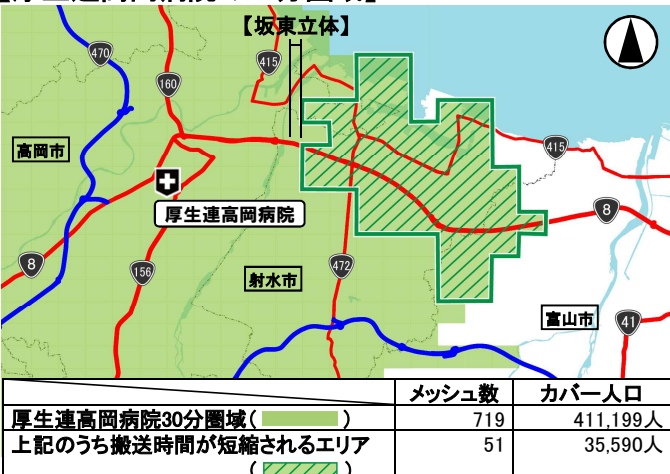 【坂東立体】
470
415
160
高岡市
415
厚生連高岡病院
8
8
156
射水市
472
富山市
41
メッシュ数 カバー人口
厚生連高岡病院30分圏域( ) 719 411,199人
上記のうち搬送時間が短縮されるエリア 51 35,590人
( )